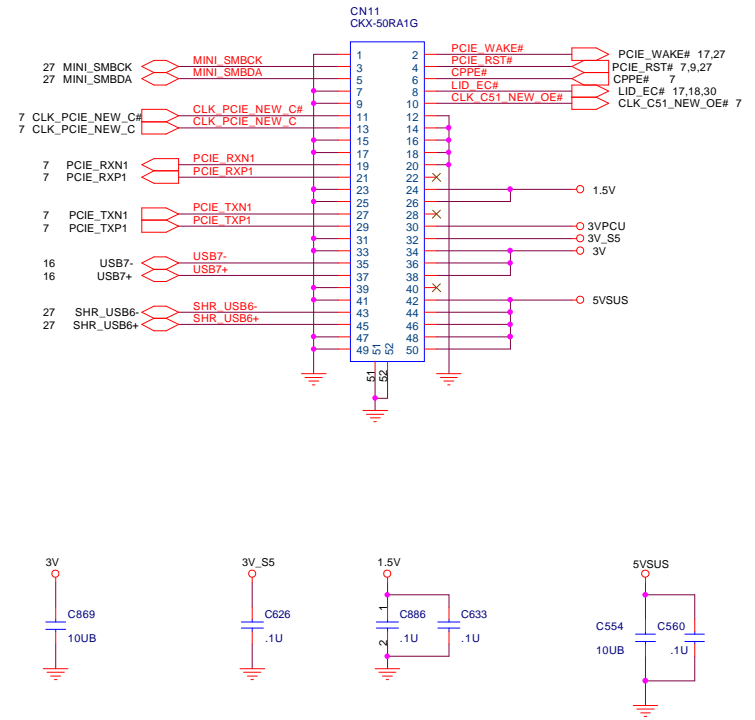 CN11
CKX-50RA1G
27 MINI_SMBCK MINI_SMBCK 1 2 PCIE_WAKE# PCIE_WAKE# 17,27
27 MINI_SMBDA MINI_SMBDA 3 4 PCIE_RST# PCIE_RST# 7,9,27
5 6 CPPE# CPPE# 7
7 8 LID_EC# LID_EC# 17,18,30
9 10 CLK_C51_NEW_OE# CLK_C51_NEW_OE# 7
7 CLK_PCIE_NEW_C# CLK_PCIE_NEW_C# 11 12
7 CLK_PCIE_NEW_C CLK_PCIE_NEW_C 13 14
15 16
17 18
7 PCIE_RXN1 PCIE_RXN1 19 20
7 PCIE_RXP1 PCIE_RXP1 21 22
23 24 1.5V
25 26
7 PCIE_TXN1 PCIE_TXN1 27 28
7 PCIE_TXP1 PCIE_TXP1 29 30 3VPCU
31 32 3V_S5
33 34 3V
16 USB7- USB7- 35 36
16 USB7+ USB7+ 37 38
39 40
41 42 5VSUS
27 SHR_USB6- SHR_USB6- 43 44
27 SHR_USB6+ SHR_USB6+ 45 46
47 48
49 51 52 50
51 52
3V 3V_S5 1.5V 5VSUS
C869 C626 1 C886 C633 C554 C560
10UB .1U 2 .1U .1U 10UB .1U